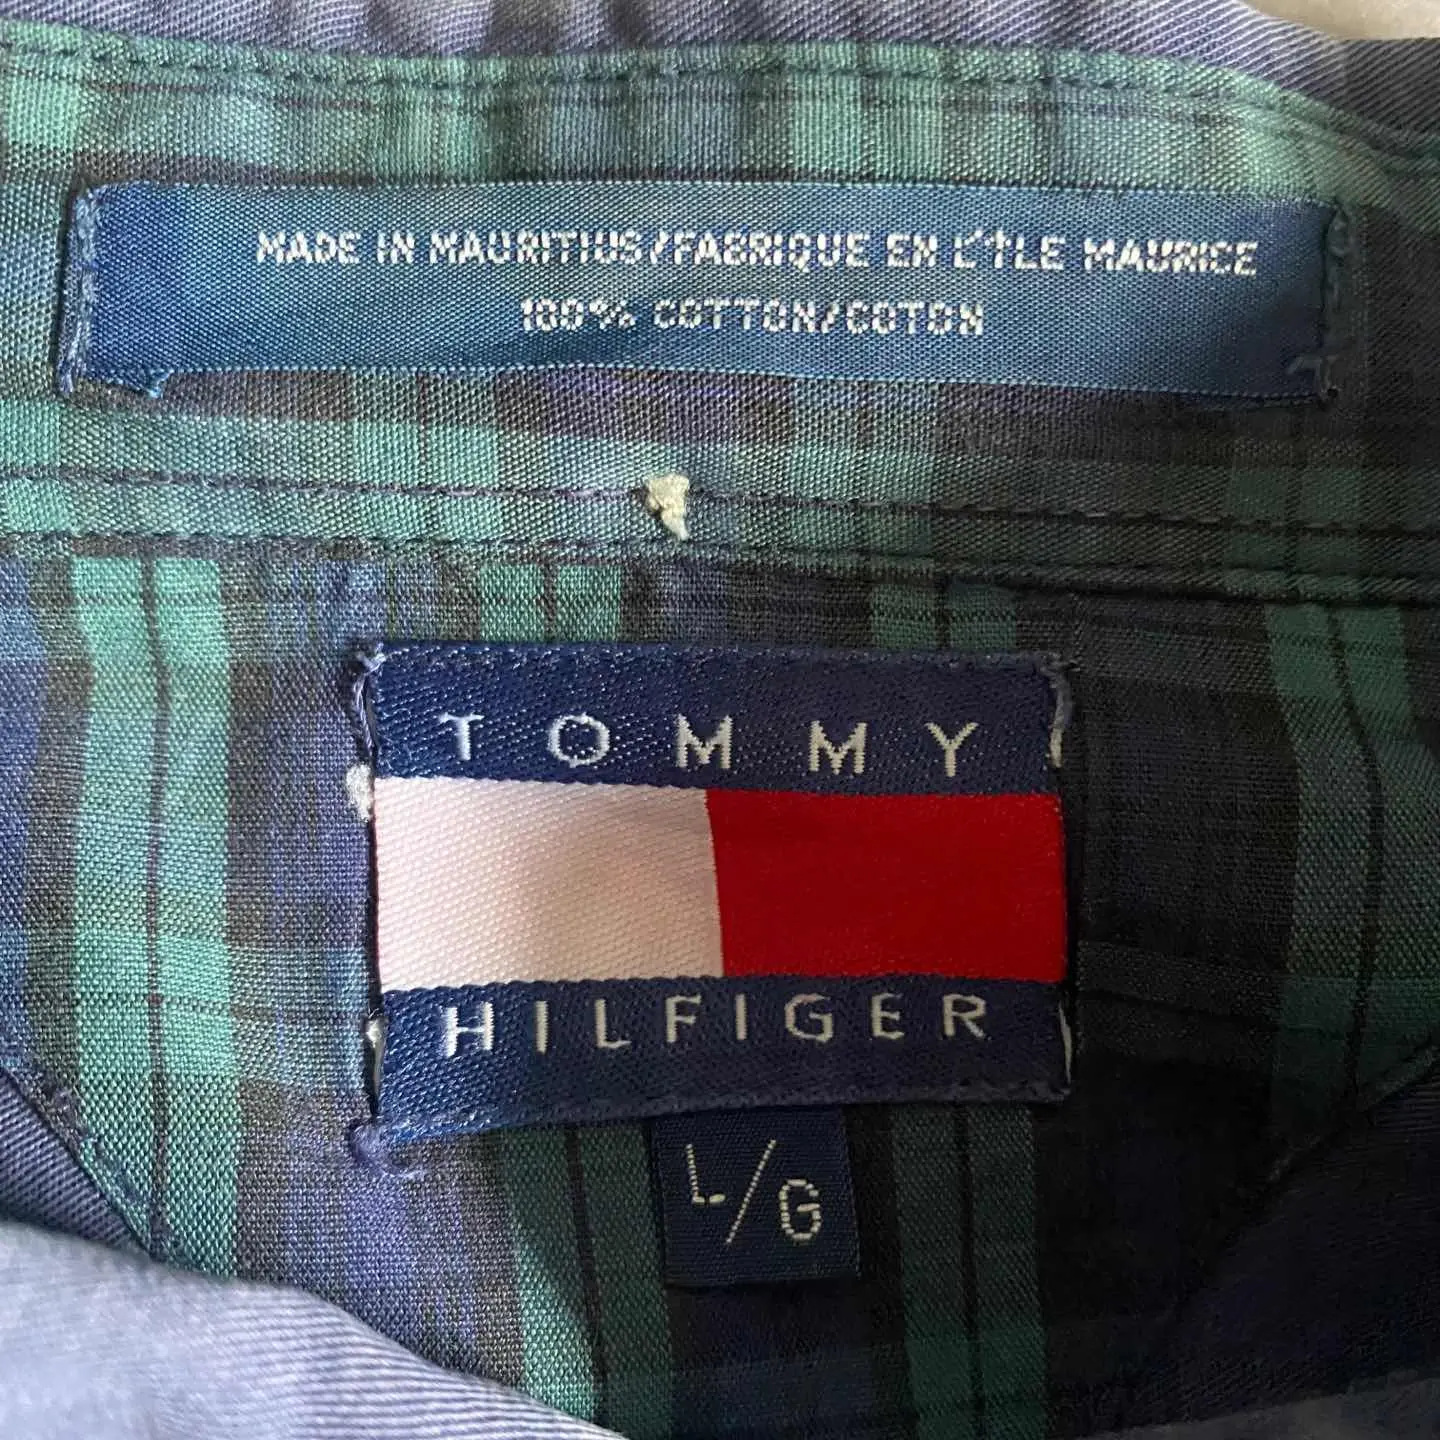 MADE IN MAURITIUS/FABRIQUE EN L'ÎLE MAURICE
100% COTTON/COTON
TOMMY
HILFIGER
L/G